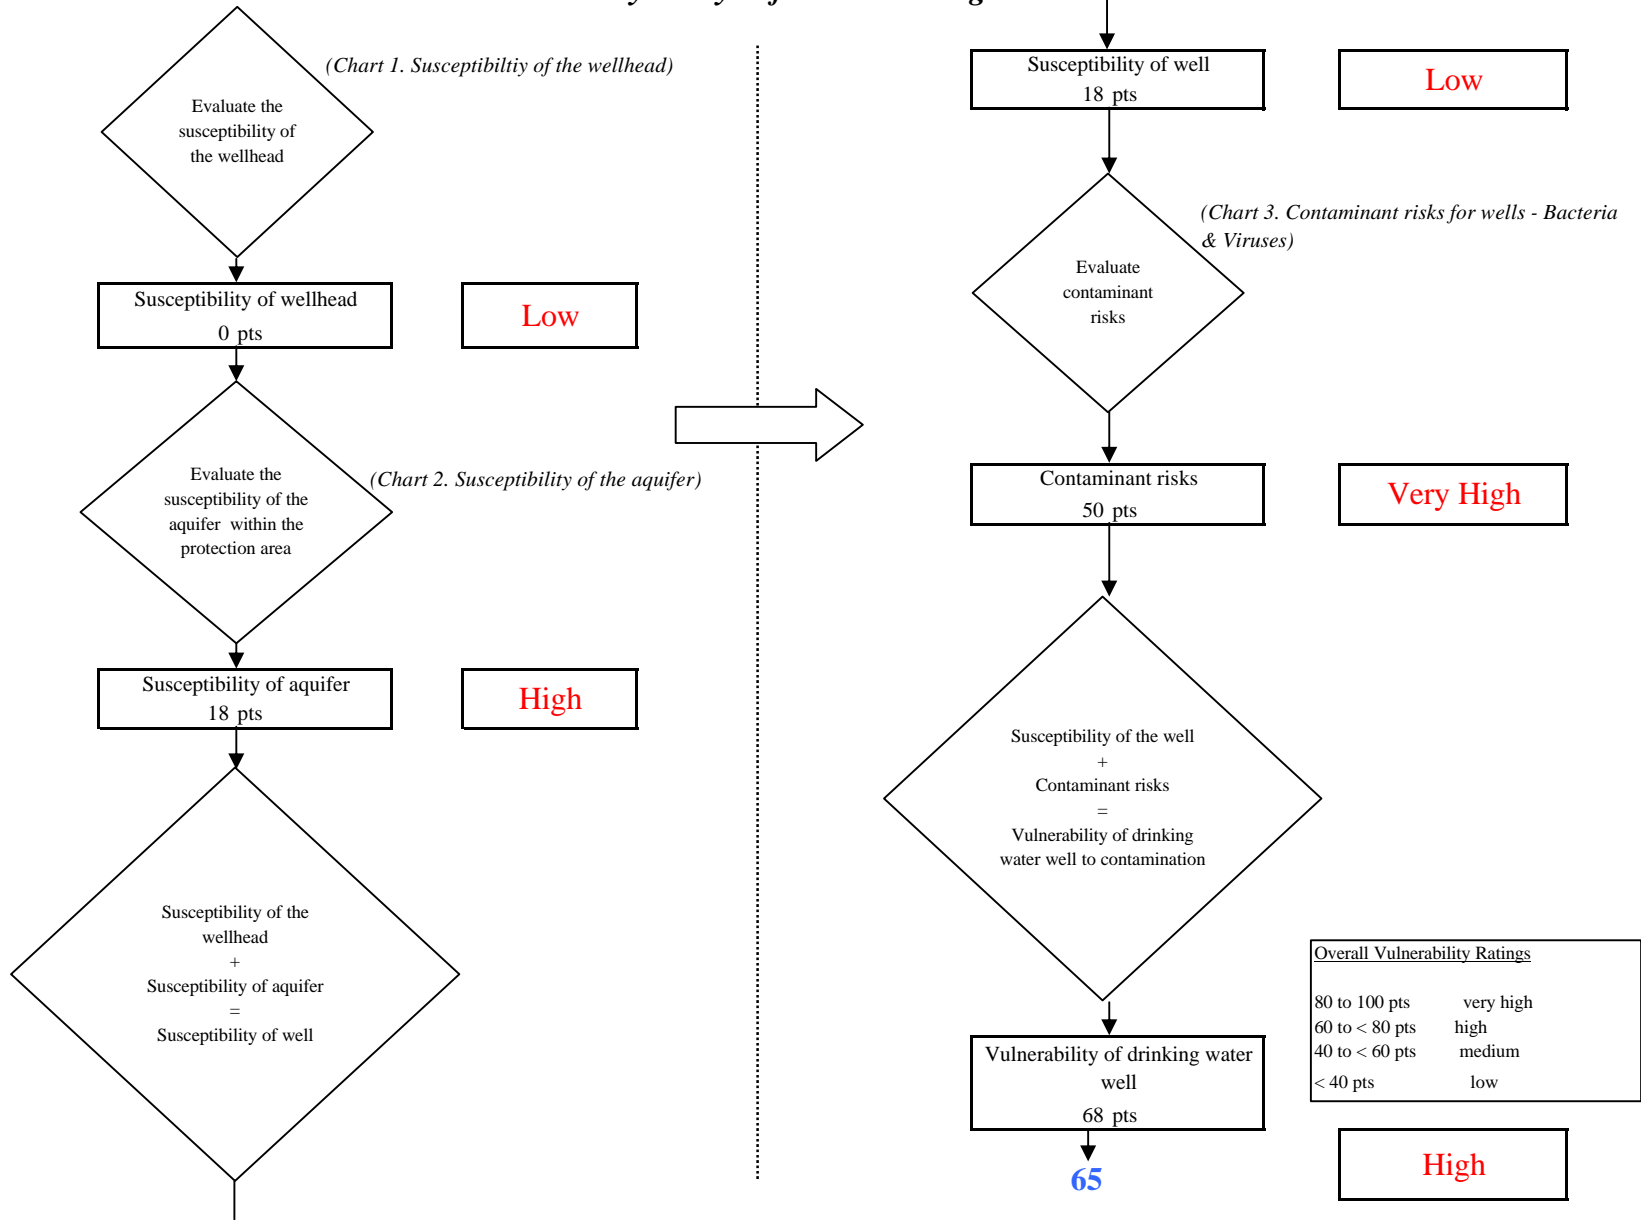 (Chart 1. Susceptibiltiy of the wellhead)
Evaluate the
susceptibility of
the wellhead
Susceptibility of wellhead
0 pts
Low
Evaluate the
susceptibility of the
aquifer within the
protection area
(Chart 2. Susceptibility of the aquifer)
Susceptibility of aquifer
18 pts
High
Susceptibility of the
wellhead
+
Susceptibility of aquifer
=
Susceptibility of well
Susceptibility of well
18 pts
Low
(Chart 3. Contaminant risks for wells - Bacteria
& Viruses)
Evaluate
contaminant
risks
Contaminant risks
50 pts
Very High
Susceptibility of the well
+
Contaminant risks
=
Vulnerability of drinking
water well to contamination
Overall Vulnerability Ratings
80 to 100 pts very high
60 to < 80 pts high
40 to < 60 pts medium
< 40 pts low
Vulnerability of drinking water
well
68 pts
65
High